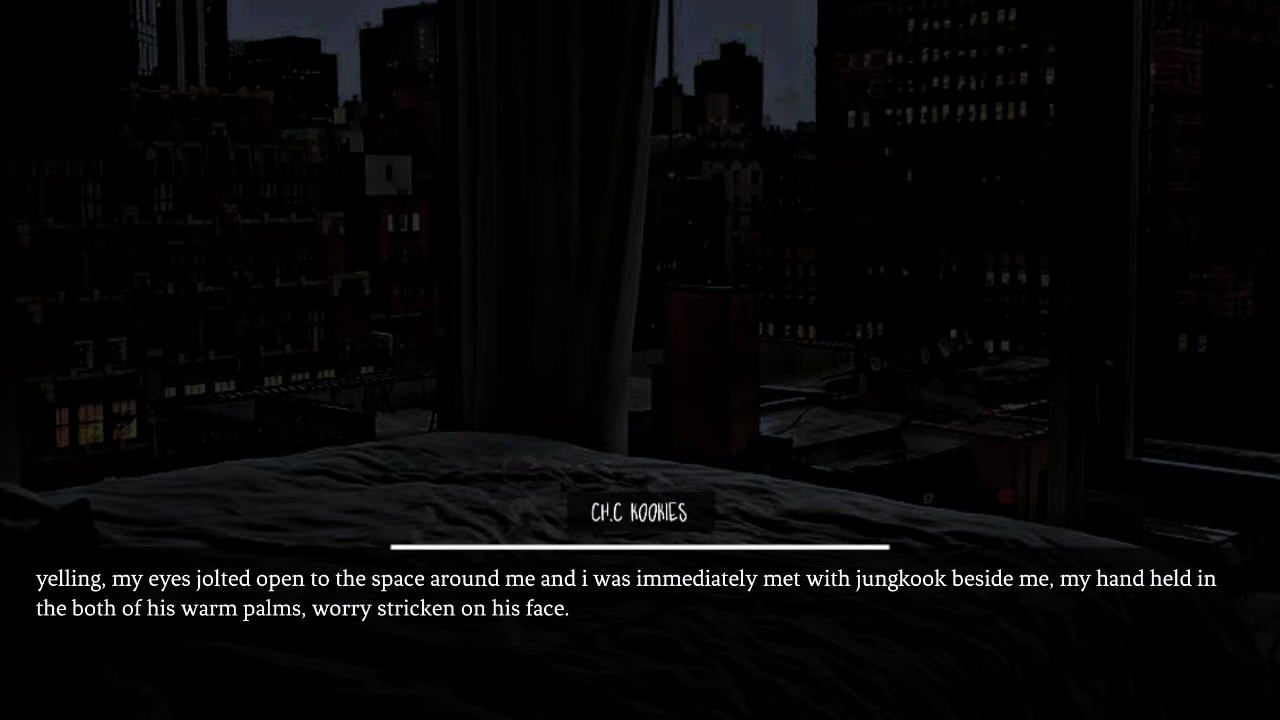 CH.C KOOKIES
yelling, my eyes jolted open to the space around me and i was immediately met with jungkook beside me, my hand held in
the both of his warm palms, worry stricken on his face.